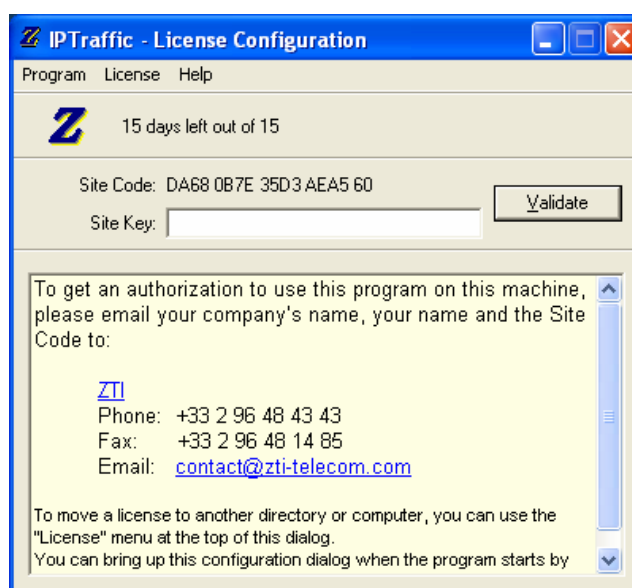 IPTraffic - License Configuration
Program License Help
Z 15 days left out of 15
Site Code: DA68 0B7E 35D3 AEA5 60
Validate
Site Key:
To get an authorization to use this program on this machine,
please email your company's name, your name and the Site
Code to:
ZTI
Phone: +33 2 96 48 43 43
Fax: +33 2 96 48 14 85
Email: contact@zti-telecom.com
To move a license to another directory or computer, you can use the
"License" menu at the top of this dialog.
You can bring up this configuration dialog when the program starts by